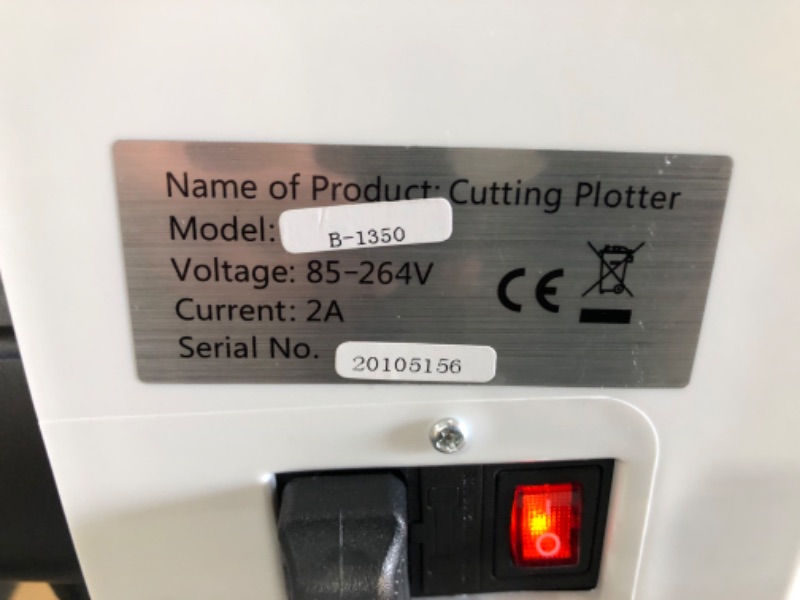 Name of Product: Cutting Plotter
Model: B-1350
Voltage: 85-264V
Current: 2A
Serial No. 20105156
CE